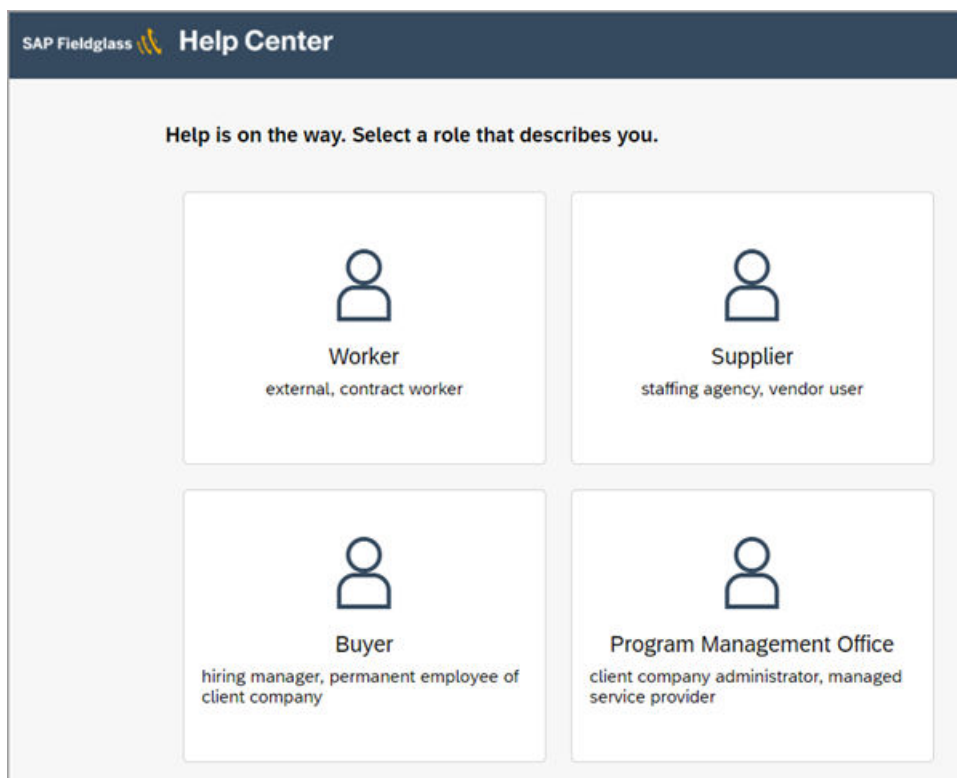 SAP Fieldglass Help Center
Help is on the way. Select a role that describes you.
Worker
external, contract worker
Supplier
staffing agency, vendor user
Buyer
hiring manager, permanent employee of
client company
Program Management Office
client company administrator, managed
service provider